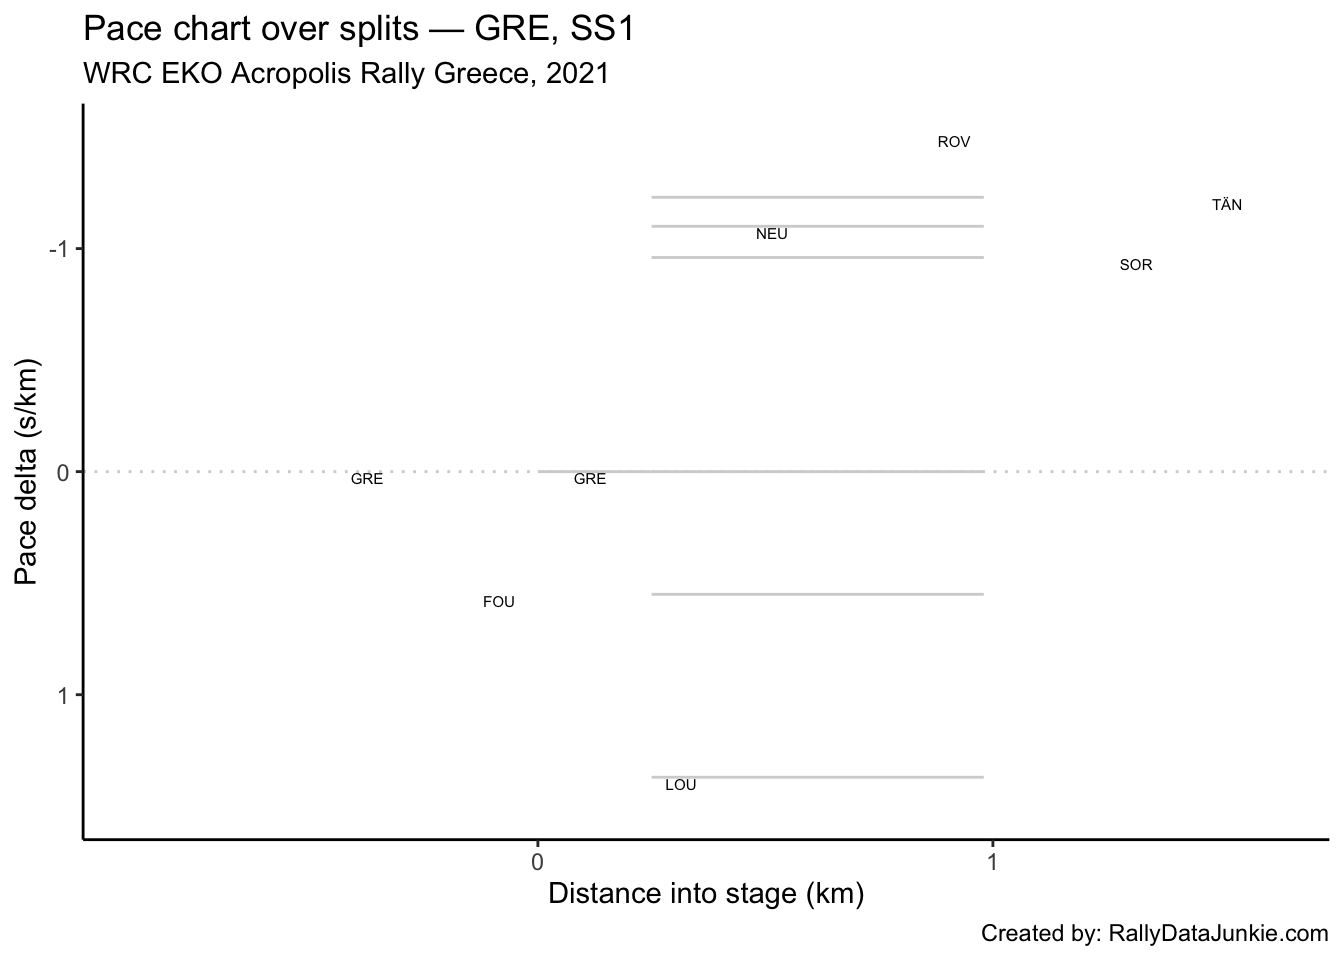 Pace chart over splits — GRE, SS1
WRC EKO Acropolis Rally Greece, 2021
ROV
TÄN
-1
NEU
SOR
0
GRE GRE
FOU
1
LOU
0 1
Pace delta (s/km)
Distance into stage (km)
Created by: RallyDataJunkie.com